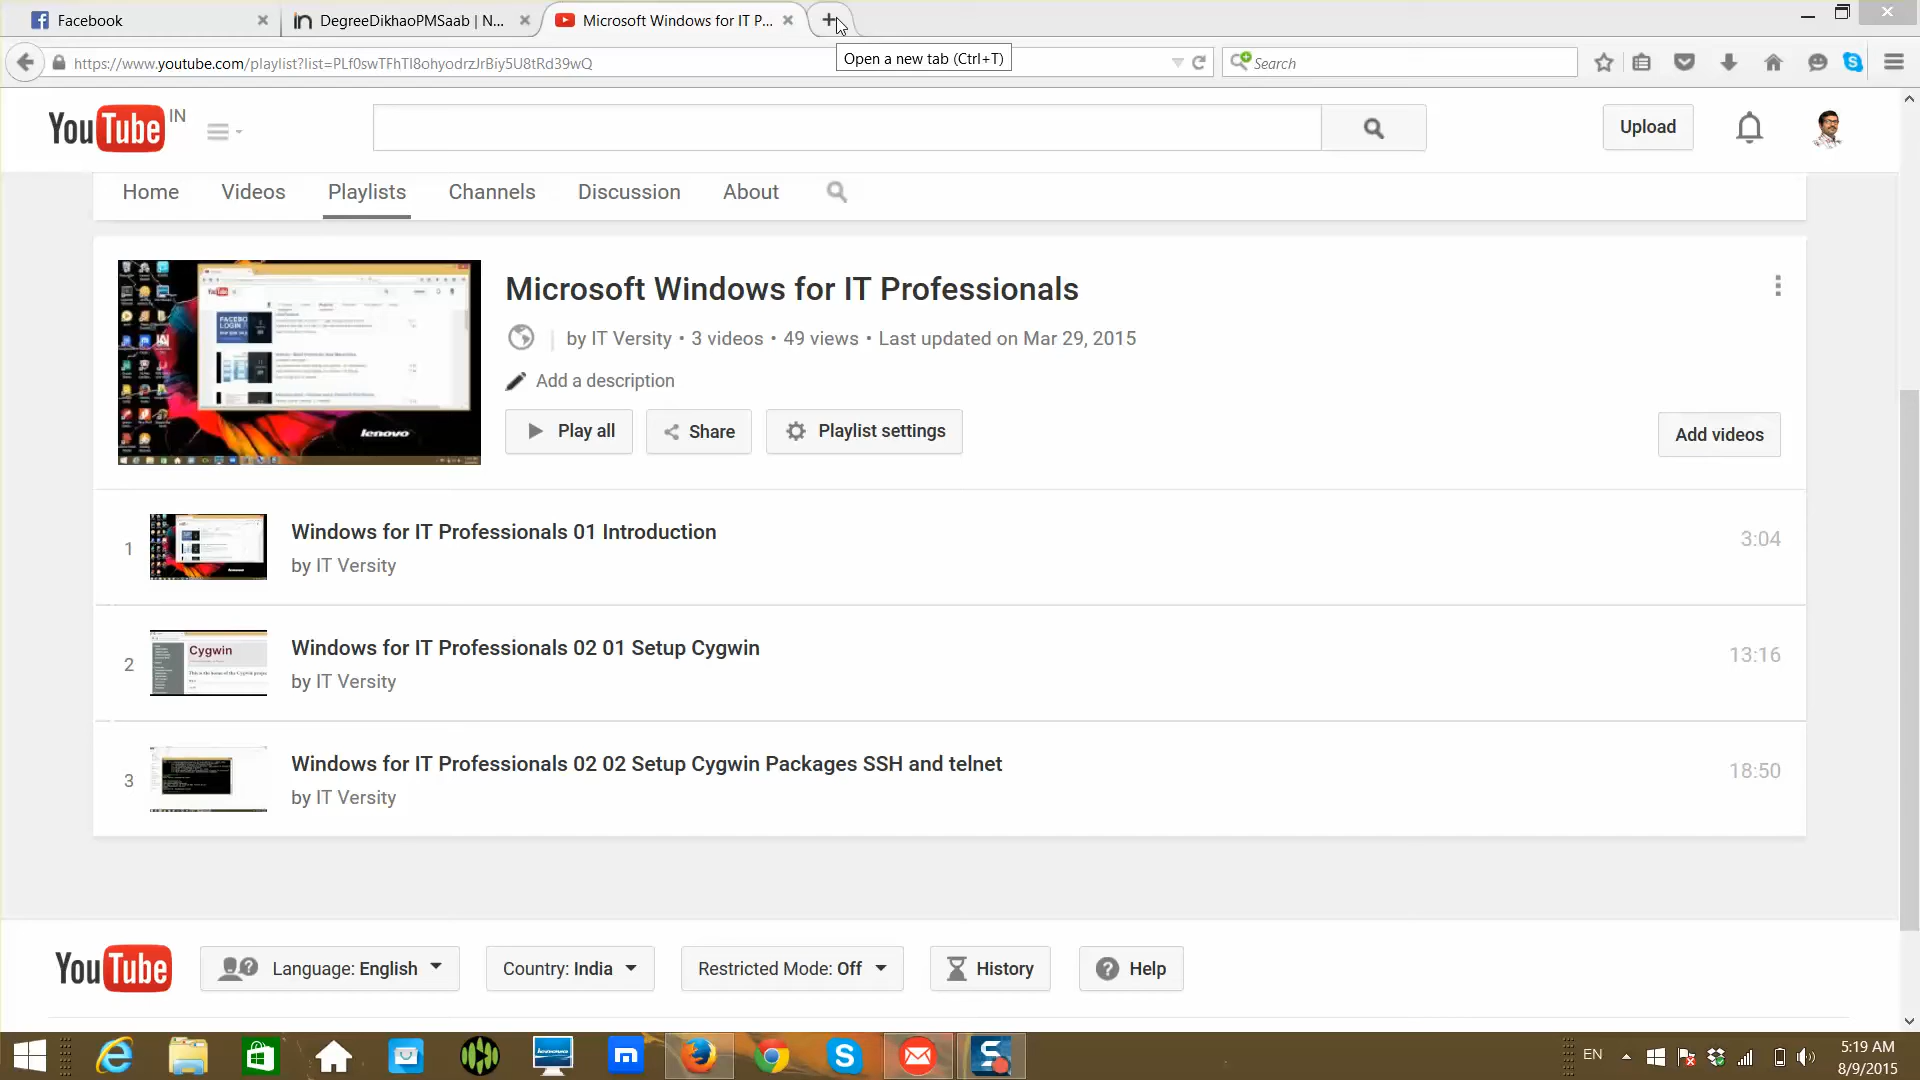 Facebook
DegreeDikhaoPMSaab | N...
Microsoft Windows for IT P...
Open a new tab (Ctrl+T)
https://www.youtube.com/playlist?list=PLf0swTFhTI8ohyodrzJrBiy5U8tRd39wQ
Search
YouTube IN
Upload
Home Videos Playlists Channels Discussion About
Microsoft Windows for IT Professionals
by IT Versity • 3 videos • 49 views • Last updated on Mar 29, 2015
Add a description
Play all Share Playlist settings
Add videos
lenovo
1 Windows for IT Professionals 01 Introduction 3:04
by IT Versity
2 Windows for IT Professionals 02 01 Setup Cygwin 13:16
by IT Versity
Cygwin
3 Windows for IT Professionals 02 02 Setup Cygwin Packages SSH and telnet 18:50
by IT Versity
YouTube Language: English Country: India Restricted Mode: Off History Help
EN
5:19 AM
8/9/2015